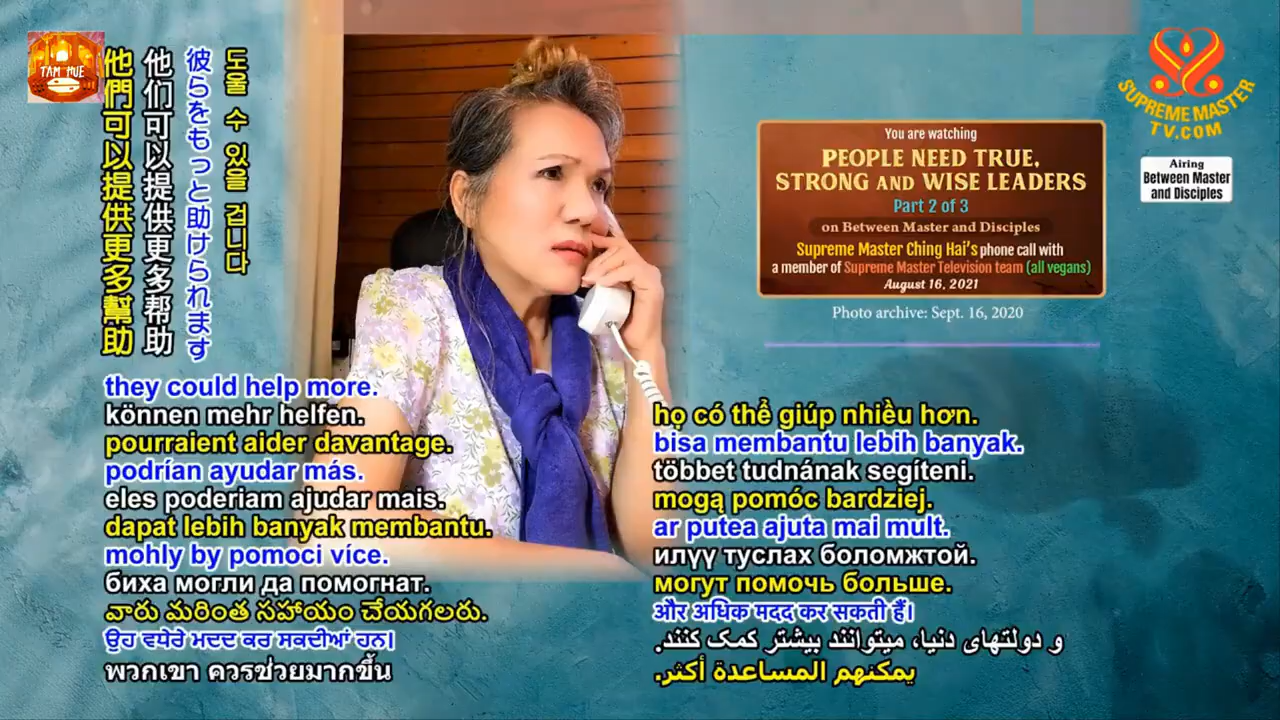 TAM HUE
他們可以提供更多幫助
他们可以提供更多帮助
彼らをもっと助けられます
도울 수 있을 겁니다
SUPREME MASTER
TV.COM
Airing
Between Master
and Disciples
You are watching
PEOPLE NEED TRUE,
STRONG AND WISE LEADERS
Part 2 of 3
on Between Master and Disciples
Supreme Master Ching Hai's phone call with
a member of Supreme Master Television team (all vegans)
August 16, 2021
Photo archive: Sept. 16, 2020
they could help more.
können mehr helfen.
pourraient aider davantage.
podrían ayudar más.
eles poderiam ajudar mais.
dapat lebih banyak membantu.
mohly by pomoci více.
биха могли да помогнат.
వారు మరింత సహాయం చేయగలరు.
ਉਹ ਵਧੇਰੇ ਮਦਦ ਕਰ ਸਕਦੀਆਂ ਹਨ।
พวกเขา ควรช่วยมากขึ้น
họ có thể giúp nhiều hơn.
bisa membantu lebih banyak.
többet tudnának segíteni.
mogą pomóc bardziej.
ar putea ajuta mai mult.
илүү туслах боломжтой.
могут помочь больше.
और अधिक मदद कर सकती हैं।
و دولتهای دنیا، میتوانند بیشتر کمک کنند.
يمكنهم المساعدة أكثر.